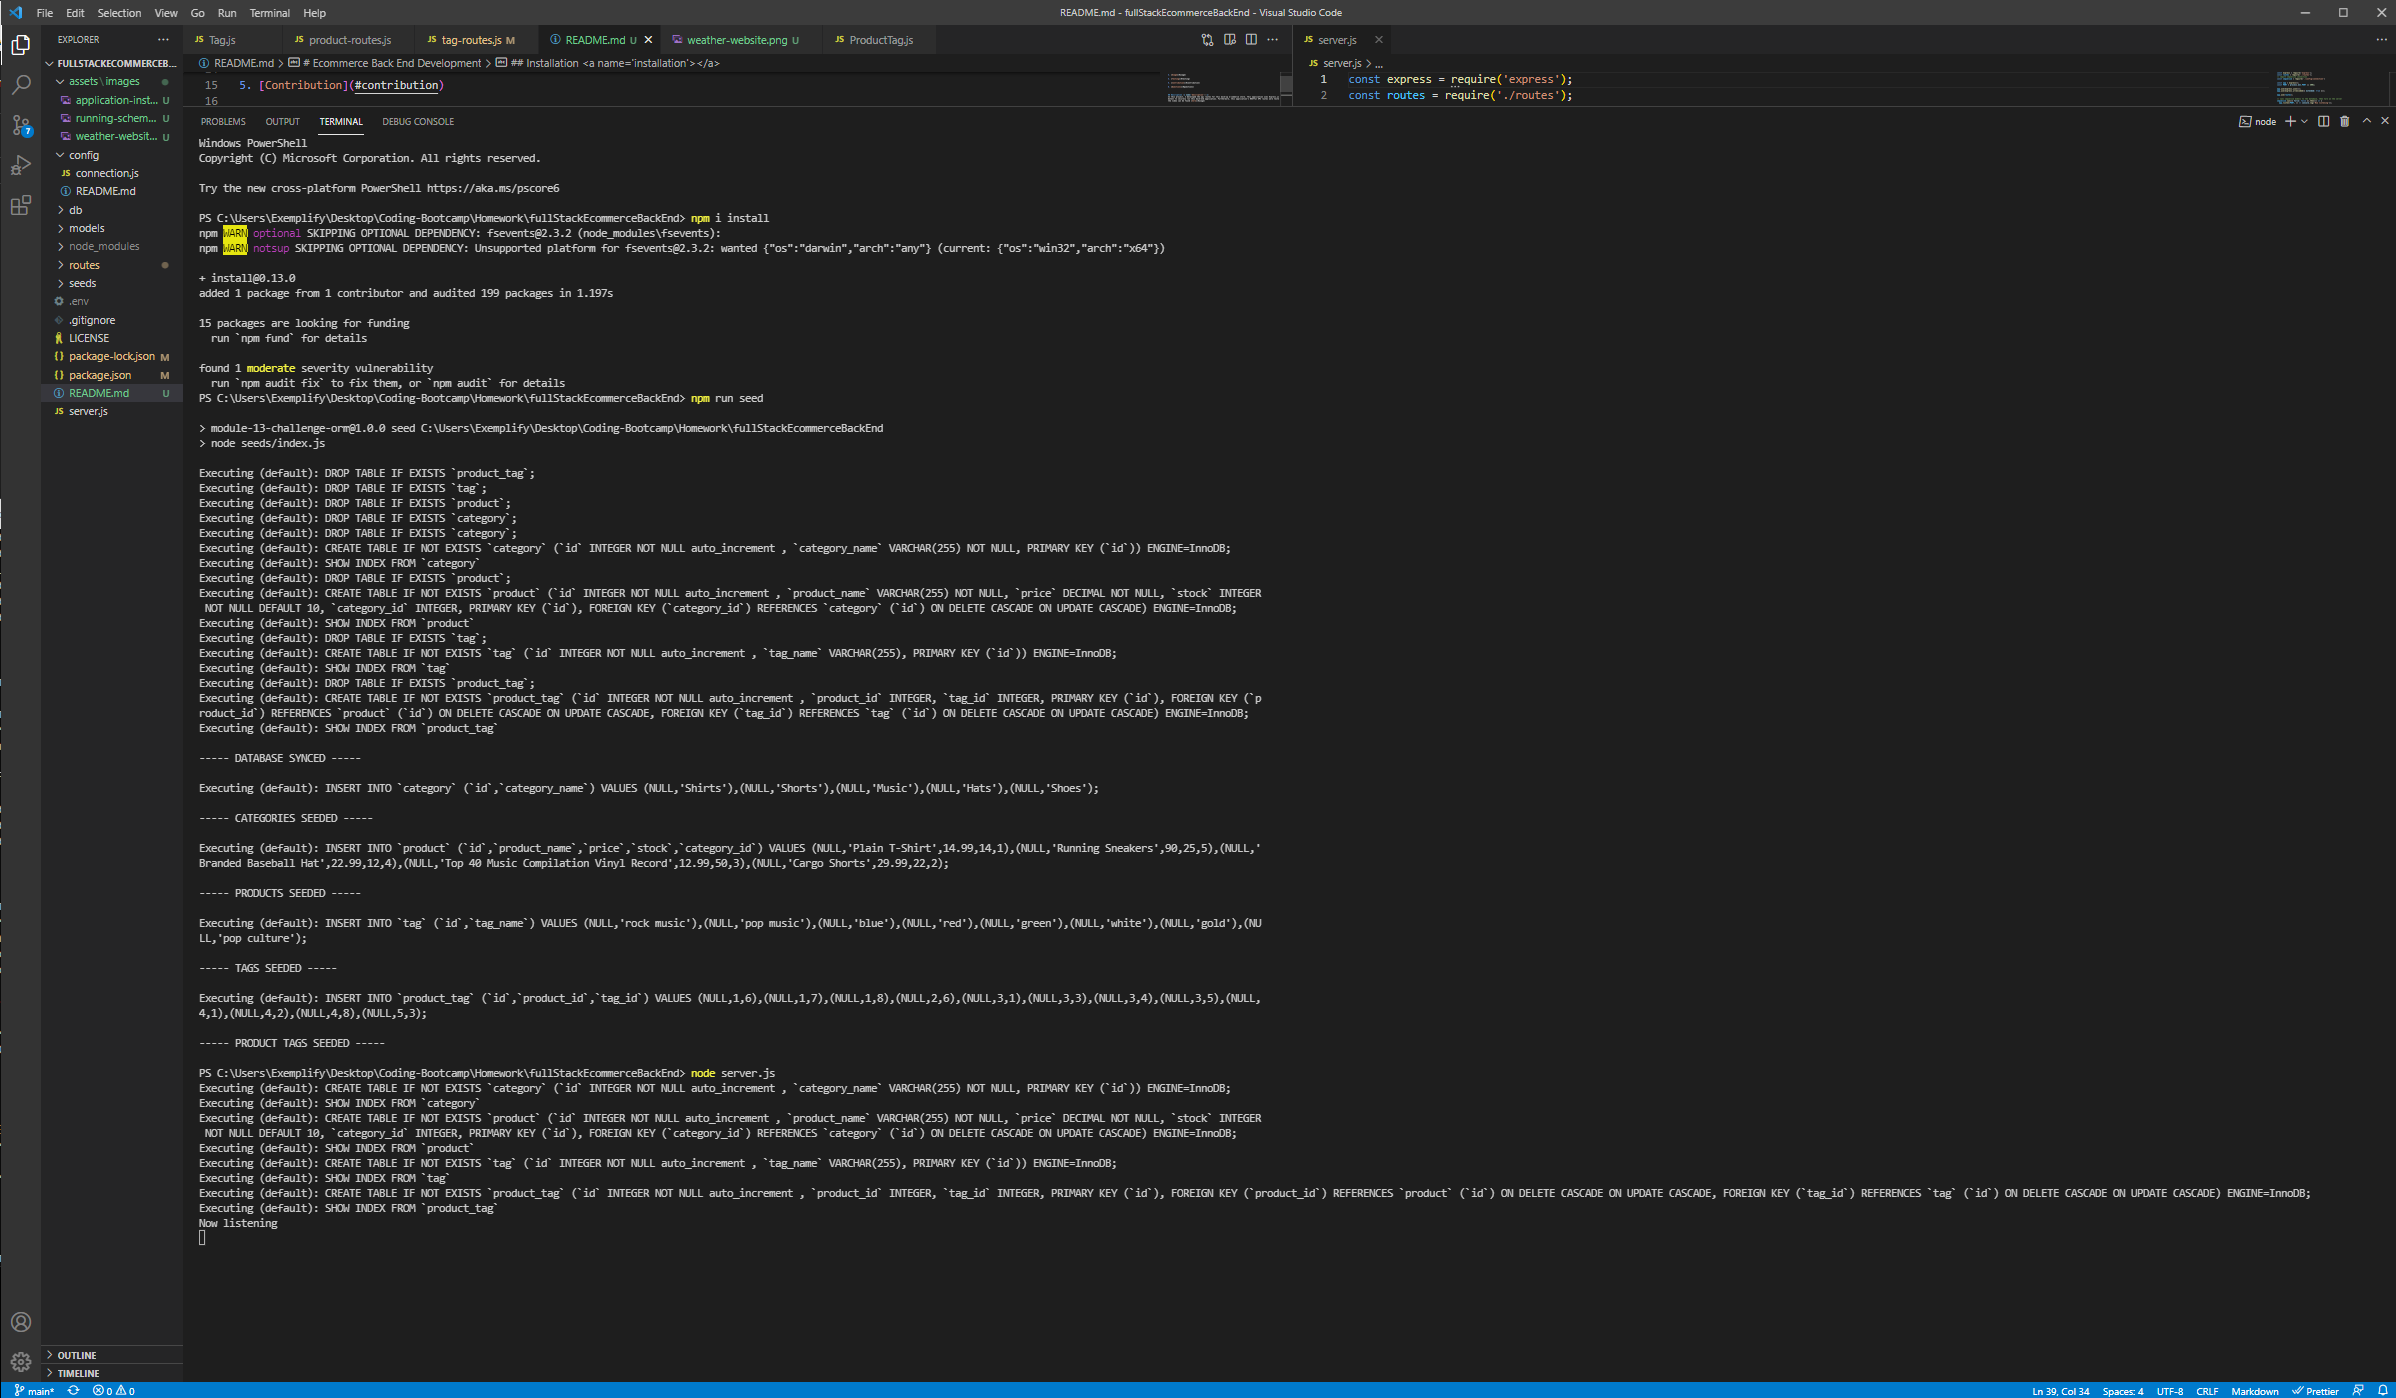 File Edit Selection View Go Run Terminal Help
README.md - fullStackEcommerceBackEnd - Visual Studio Code
EXPLORER
FULLSTACKECOMMERCEB...
assets\images
application-inst... U
running-schem... U
weather-websit... U
config
JS connection.js
README.md
db
models
node_modules
routes
seeds
.env
.gitignore
LICENSE
{} package-lock.json M
{} package.json M
README.md U
JS server.js
OUTLINE
TIMELINE
JS Tag.js
JS product-routes.js
JS tag-routes.js M
README.md U
weather-website.png U
JS ProductTag.js
README.md > # Ecommerce Back End Development > ## Installation <a name='installation'></a>
15 5. [Contribution](#contribution)
16
JS server.js
JS server.js > ...
1 const express = require('express');
2 const routes = require('./routes');
PROBLEMS OUTPUT TERMINAL DEBUG CONSOLE
node
Windows PowerShell
Copyright (C) Microsoft Corporation. All rights reserved.
Try the new cross-platform PowerShell https://aka.ms/pscore6
PS C:\Users\Exemplify\Desktop\Coding-Bootcamp\Homework\fullStackEcommerceBackEnd> npm i install
npm WARN optional SKIPPING OPTIONAL DEPENDENCY: fsevents@2.3.2 (node_modules\fsevents):
npm WARN notsup SKIPPING OPTIONAL DEPENDENCY: Unsupported platform for fsevents@2.3.2: wanted {"os":"darwin","arch":"any"} (current: {"os":"win32","arch":"x64"})
+ install@0.13.0
added 1 package from 1 contributor and audited 199 packages in 1.197s
15 packages are looking for funding
run `npm fund` for details
found 1 moderate severity vulnerability
run `npm audit fix` to fix them, or `npm audit` for details
PS C:\Users\Exemplify\Desktop\Coding-Bootcamp\Homework\fullStackEcommerceBackEnd> npm run seed
> module-13-challenge-orm@1.0.0 seed C:\Users\Exemplify\Desktop\Coding-Bootcamp\Homework\fullStackEcommerceBackEnd
> node seeds/index.js
Executing (default): DROP TABLE IF EXISTS `product_tag`;
Executing (default): DROP TABLE IF EXISTS `tag`;
Executing (default): DROP TABLE IF EXISTS `product`;
Executing (default): DROP TABLE IF EXISTS `category`;
Executing (default): DROP TABLE IF EXISTS `category`;
Executing (default): CREATE TABLE IF NOT EXISTS `category` (`id` INTEGER NOT NULL auto_increment , `category_name` VARCHAR(255) NOT NULL, PRIMARY KEY (`id`)) ENGINE=InnoDB;
Executing (default): SHOW INDEX FROM `category`
Executing (default): DROP TABLE IF EXISTS `product`;
Executing (default): CREATE TABLE IF NOT EXISTS `product` (`id` INTEGER NOT NULL auto_increment , `product_name` VARCHAR(255) NOT NULL, `price` DECIMAL NOT NULL, `stock` INTEGER
NOT NULL DEFAULT 10, `category_id` INTEGER, PRIMARY KEY (`id`), FOREIGN KEY (`category_id`) REFERENCES `category` (`id`) ON DELETE CASCADE ON UPDATE CASCADE) ENGINE=InnoDB;
Executing (default): SHOW INDEX FROM `product`
Executing (default): DROP TABLE IF EXISTS `tag`;
Executing (default): CREATE TABLE IF NOT EXISTS `tag` (`id` INTEGER NOT NULL auto_increment , `tag_name` VARCHAR(255), PRIMARY KEY (`id`)) ENGINE=InnoDB;
Executing (default): SHOW INDEX FROM `tag`
Executing (default): DROP TABLE IF EXISTS `product_tag`;
Executing (default): CREATE TABLE IF NOT EXISTS `product_tag` (`id` INTEGER NOT NULL auto_increment , `product_id` INTEGER, `tag_id` INTEGER, PRIMARY KEY (`id`), FOREIGN KEY (`p
roduct_id`) REFERENCES `product` (`id`) ON DELETE CASCADE ON UPDATE CASCADE, FOREIGN KEY (`tag_id`) REFERENCES `tag` (`id`) ON DELETE CASCADE ON UPDATE CASCADE) ENGINE=InnoDB;
Executing (default): SHOW INDEX FROM `product_tag`
----- DATABASE SYNCED -----
Executing (default): INSERT INTO `category` (`id`,`category_name`) VALUES (NULL,'Shirts'),(NULL,'Shorts'),(NULL,'Music'),(NULL,'Hats'),(NULL,'Shoes');
----- CATEGORIES SEEDED -----
Executing (default): INSERT INTO `product` (`id`,`product_name`,`price`,`stock`,`category_id`) VALUES (NULL,'Plain T-Shirt',14.99,14,1),(NULL,'Running Sneakers',90,25,5),(NULL,'
Branded Baseball Hat',22.99,12,4),(NULL,'Top 40 Music Compilation Vinyl Record',12.99,50,3),(NULL,'Cargo Shorts',29.99,22,2);
----- PRODUCTS SEEDED -----
Executing (default): INSERT INTO `tag` (`id`,`tag_name`) VALUES (NULL,'rock music'),(NULL,'pop music'),(NULL,'blue'),(NULL,'red'),(NULL,'green'),(NULL,'white'),(NULL,'gold'),(NU
LL,'pop culture');
----- TAGS SEEDED -----
Executing (default): INSERT INTO `product_tag` (`id`,`product_id`,`tag_id`) VALUES (NULL,1,6),(NULL,1,7),(NULL,1,8),(NULL,2,6),(NULL,3,1),(NULL,3,3),(NULL,3,4),(NULL,3,5),(NULL,
4,1),(NULL,4,2),(NULL,4,8),(NULL,5,3);
----- PRODUCT TAGS SEEDED -----
PS C:\Users\Exemplify\Desktop\Coding-Bootcamp\Homework\fullStackEcommerceBackEnd> node server.js
Executing (default): CREATE TABLE IF NOT EXISTS `category` (`id` INTEGER NOT NULL auto_increment , `category_name` VARCHAR(255) NOT NULL, PRIMARY KEY (`id`)) ENGINE=InnoDB;
Executing (default): SHOW INDEX FROM `category`
Executing (default): CREATE TABLE IF NOT EXISTS `product` (`id` INTEGER NOT NULL auto_increment , `product_name` VARCHAR(255) NOT NULL, `price` DECIMAL NOT NULL, `stock` INTEGER
NOT NULL DEFAULT 10, `category_id` INTEGER, PRIMARY KEY (`id`), FOREIGN KEY (`category_id`) REFERENCES `category` (`id`) ON DELETE CASCADE ON UPDATE CASCADE) ENGINE=InnoDB;
Executing (default): SHOW INDEX FROM `product`
Executing (default): CREATE TABLE IF NOT EXISTS `tag` (`id` INTEGER NOT NULL auto_increment , `tag_name` VARCHAR(255), PRIMARY KEY (`id`)) ENGINE=InnoDB;
Executing (default): SHOW INDEX FROM `tag`
Executing (default): CREATE TABLE IF NOT EXISTS `product_tag` (`id` INTEGER NOT NULL auto_increment , `product_id` INTEGER, `tag_id` INTEGER, PRIMARY KEY (`id`), FOREIGN KEY (`product_id`) REFERENCES `product` (`id`) ON DELETE CASCADE ON UPDATE CASCADE, FOREIGN KEY (`tag_id`) REFERENCES `tag` (`id`) ON DELETE CASCADE ON UPDATE CASCADE) ENGINE=InnoDB;
Executing (default): SHOW INDEX FROM `product_tag`
Now listening
main* 0 0
Ln 39, Col 34 Spaces: 4 UTF-8 CRLF Markdown Prettier